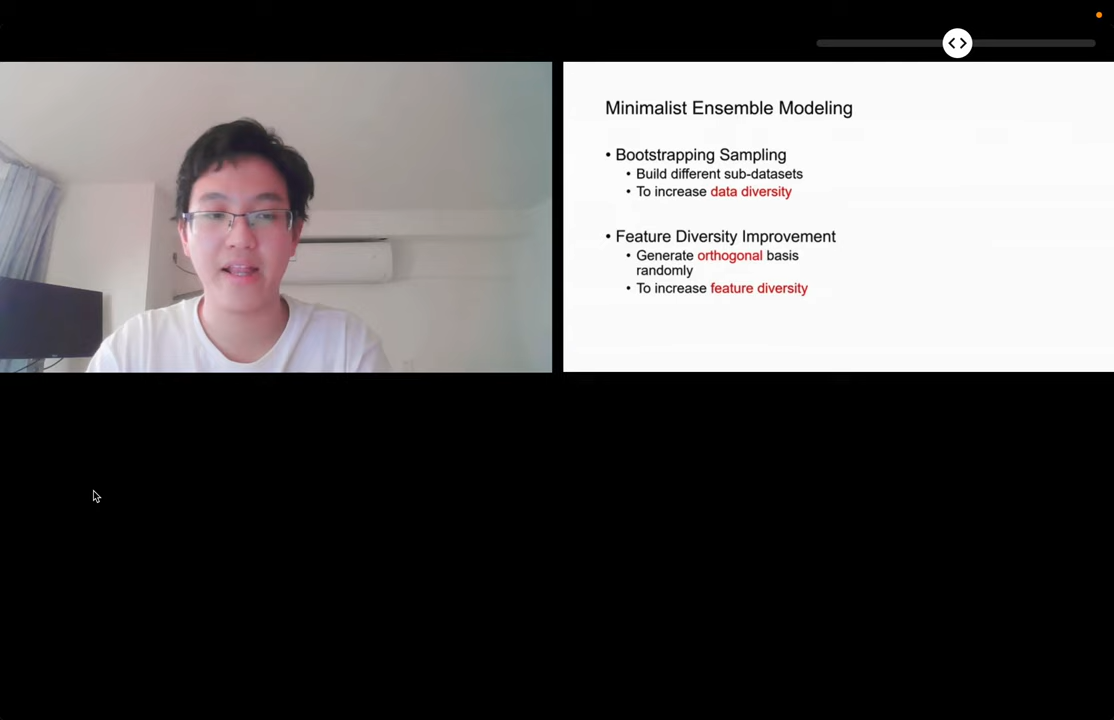 Minimalist Ensemble Modeling
• Bootstrapping Sampling
• Build different sub-datasets
• To increase data diversity
• Feature Diversity Improvement
• Generate orthogonal basis
randomly
• To increase feature diversity